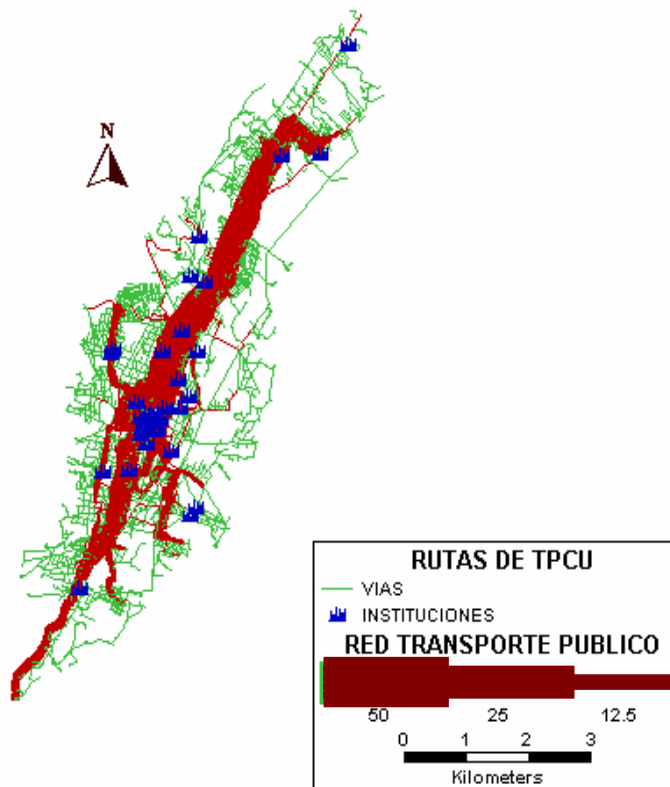 N
RUTAS DE TPCU
VIAS
INSTITUCIONES
RED TRANSPORTE PUBLICO
50 25 12.5
0 1 2 3
Kilometers